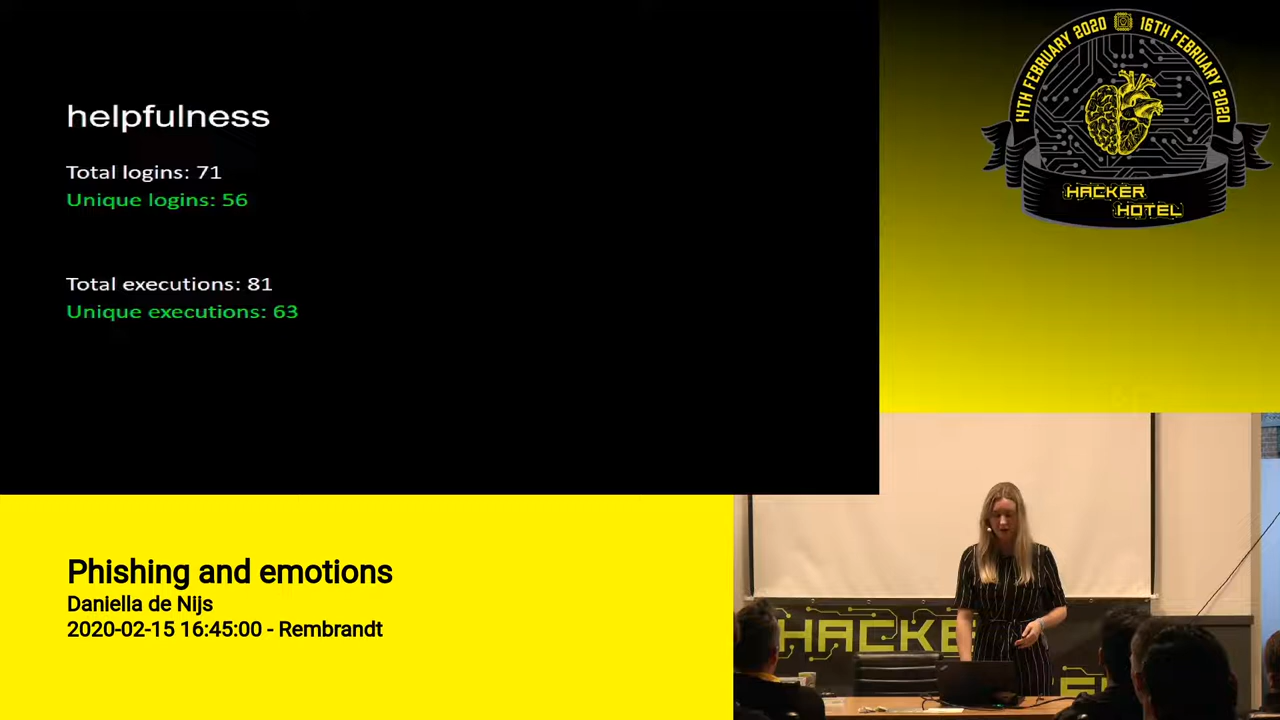 helpfulness
Total logins: 71
Unique logins: 56
Total executions: 81
Unique executions: 63
14TH FEBRUARY 2020
16TH FEBRUARY 2020
HACKER
HOTEL
Phishing and emotions
Daniella de Nijs
2020-02-15 16:45:00 - Rembrandt
HACKE